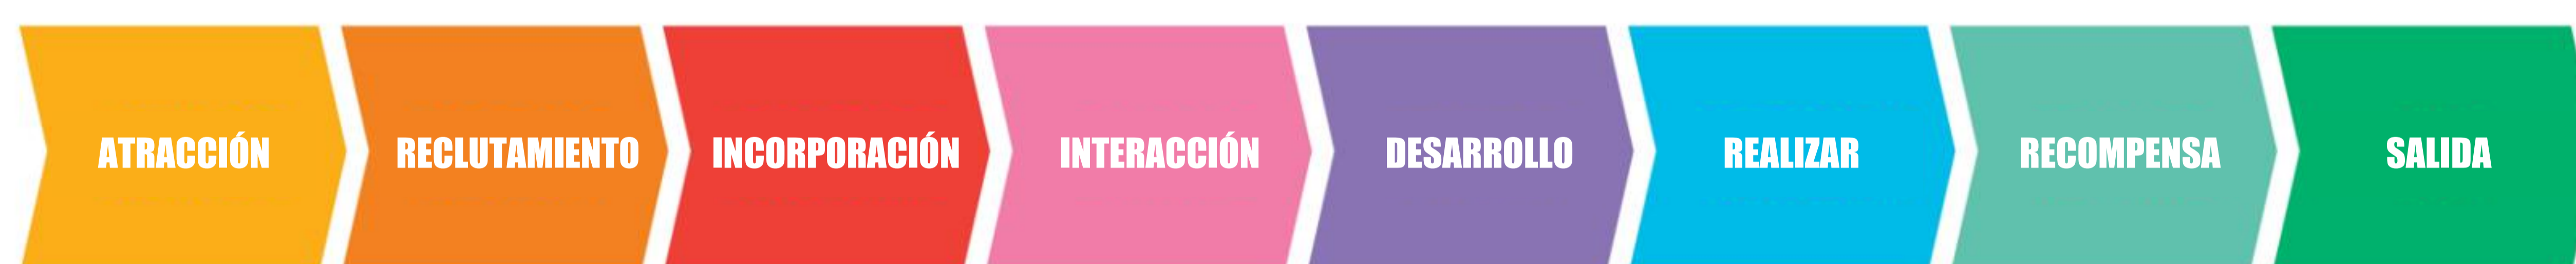 ATRACCIÓN
RECLUTAMIENTO
INCORPORACIÓN
INTERACCIÓN
DESARROLLO
REALIZAR
RECOMPENSA
SALIDA